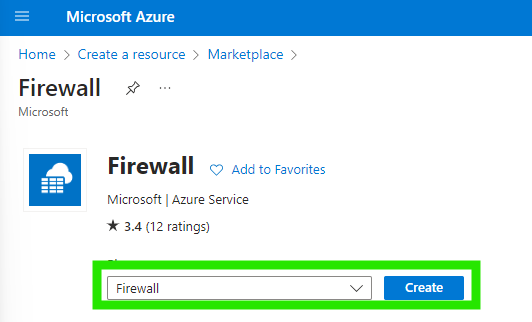 Microsoft Azure
Home > Create a resource > Marketplace >
Firewall ...
Microsoft
Firewall Add to Favorites
Microsoft | Azure Service
★ 3.4 (12 ratings)
Firewall Create